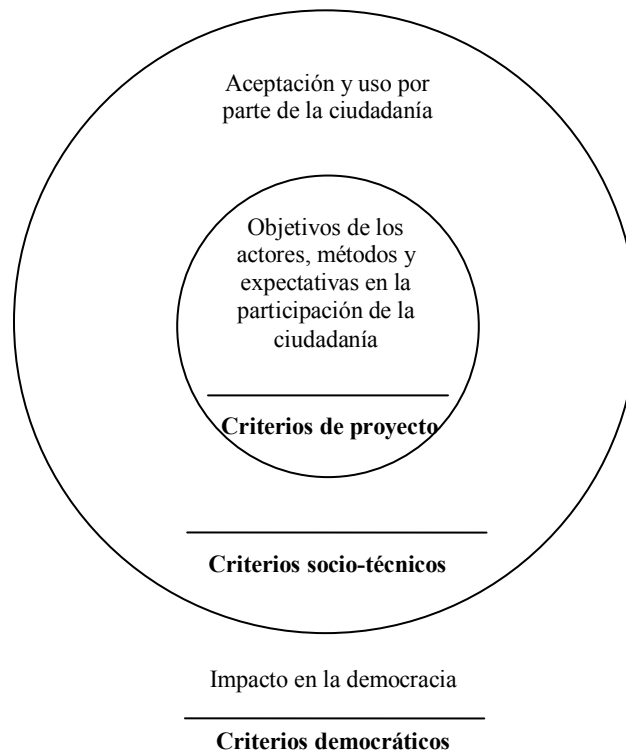 Aceptación y uso por
parte de la ciudadanía
Objetivos de los
actores, métodos y
expectativas en la
participación de la
ciudadanía
Criterios de proyecto
Criterios socio-técnicos
Impacto en la democracia
Criterios democráticos